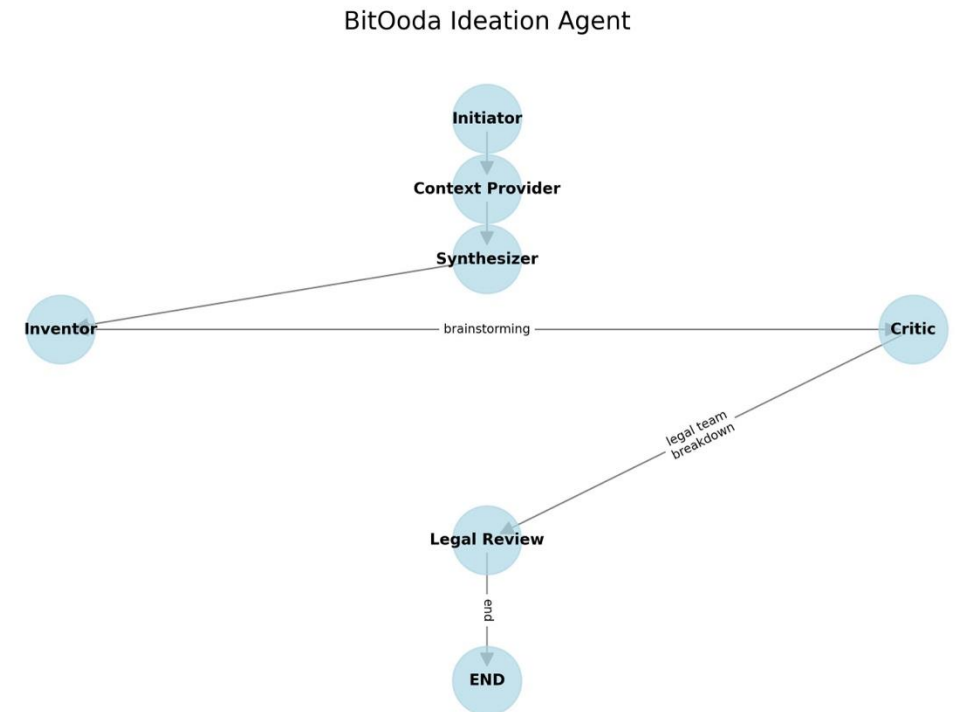 BitOoda Ideation Agent
Initiator
Context Provider
Synthesizer
Inventor
brainstorming
Critic
legal team
breakdown
Legal Review
end
END